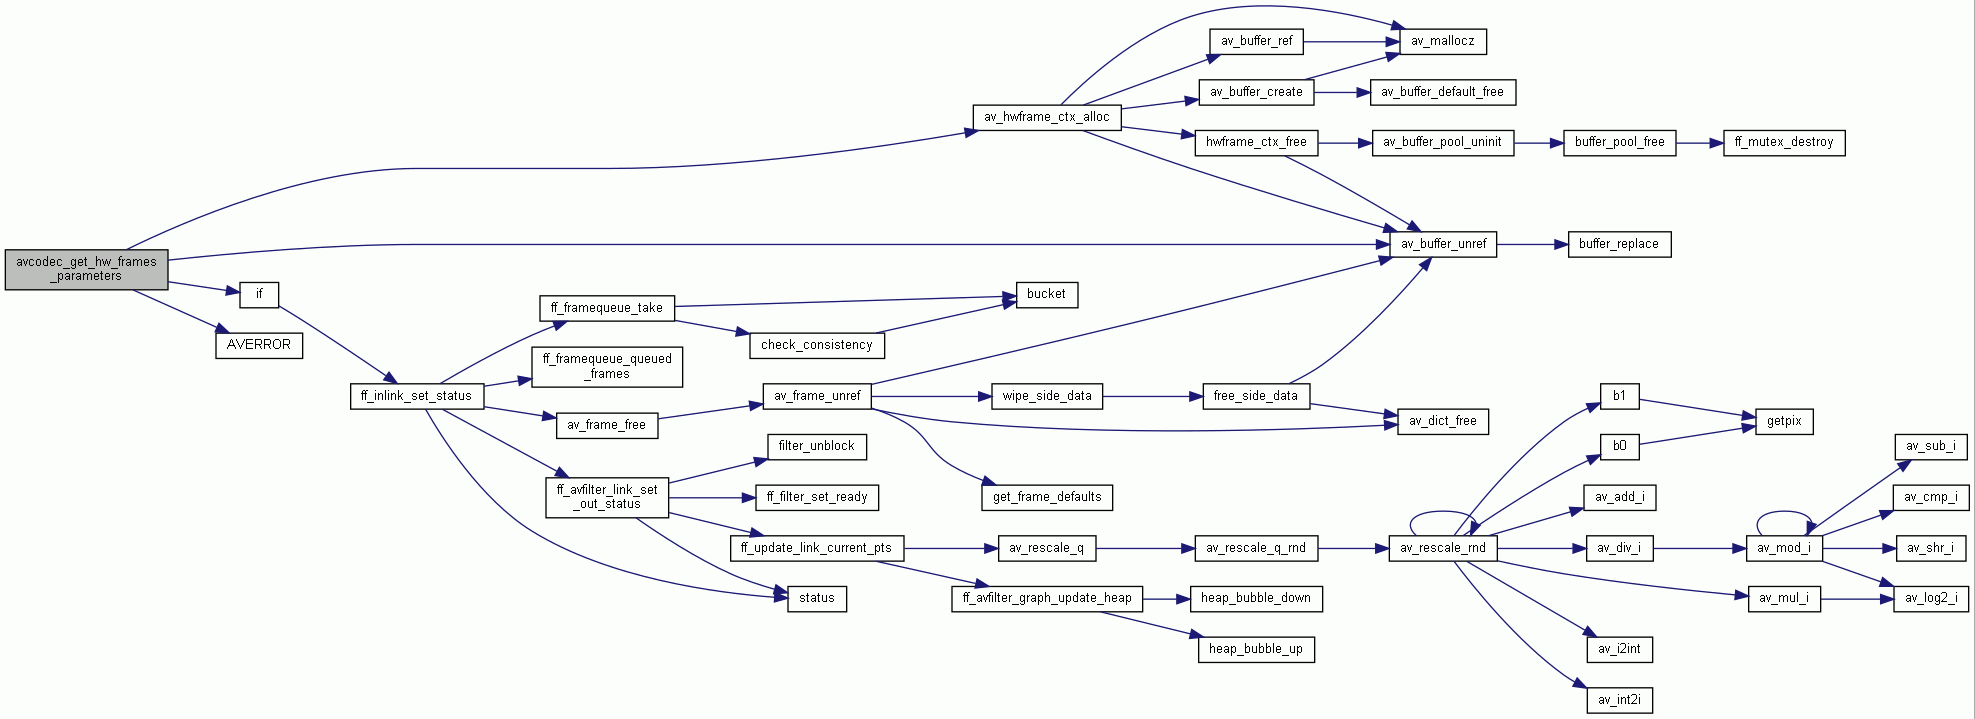 av_buffer_ref
av_mallocz
av_buffer_create
av_buffer_default_free
av_hwframe_ctx_alloc
hwframe_ctx_free
av_buffer_pool_uninit
buffer_pool_free
ff_mutex_destroy
av_buffer_unref
buffer_replace
avcodec_get_hw_frames
_parameters
if
AVERROR
ff_framequeue_take
bucket
check_consistency
ff_framequeue_queued
_frames
ff_inlink_set_status
av_frame_free
av_frame_unref
wipe_side_data
free_side_data
av_dict_free
get_frame_defaults
filter_unblock
ff_avfilter_link_set
_out_status
ff_filter_set_ready
ff_update_link_current_pts
status
av_rescale_q
av_rescale_q_rnd
av_rescale_rnd
ff_avfilter_graph_update_heap
heap_bubble_down
heap_bubble_up
b1
b0
getpix
av_add_i
av_div_i
av_mod_i
av_sub_i
av_cmp_i
av_shr_i
av_mul_i
av_log2_i
av_i2int
av_int2i